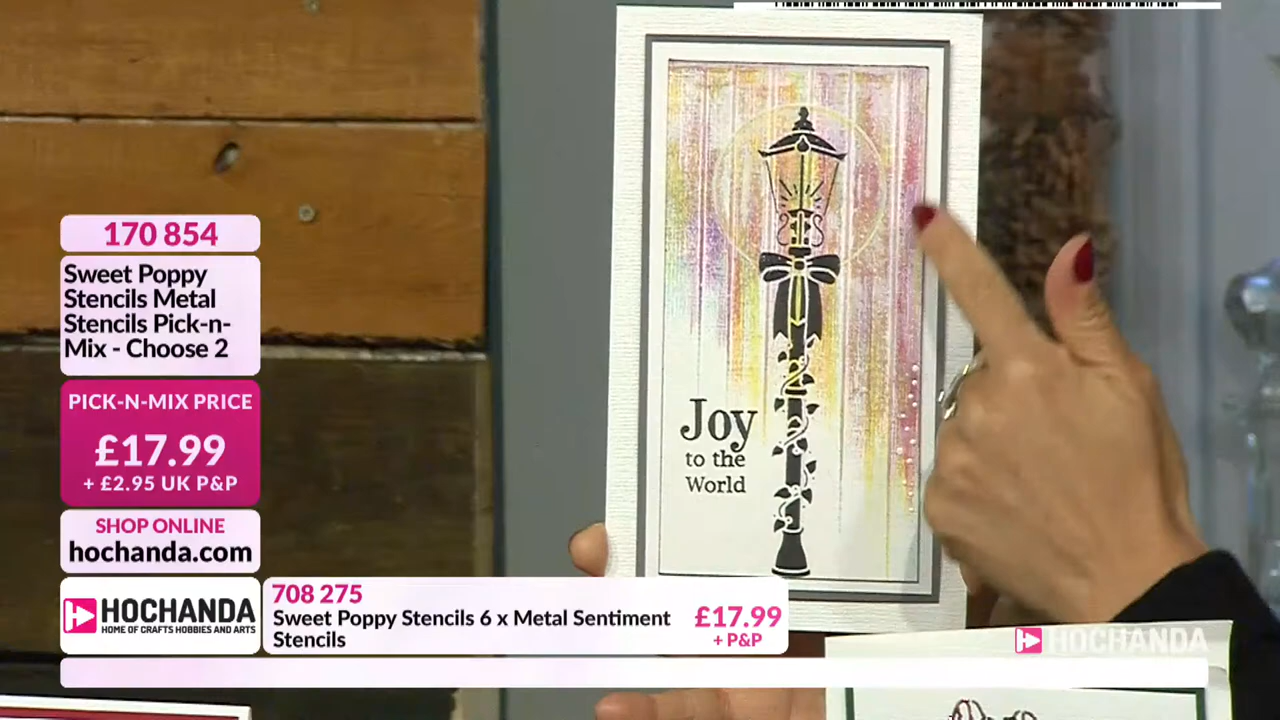 170 854
Sweet Poppy
Stencils Metal
Stencils Pick-n-
Mix - Choose 2
PICK-N-MIX PRICE
£17.99
+ £2.95 UK P&P
SHOP ONLINE
hochanda.com
HOCHANDA
HOME OF CRAFTS HOBBIES AND ARTS
708 275
Sweet Poppy Stencils 6 x Metal Sentiment
Stencils
£17.99
+ P&P
Joy
to the
World
HOCHANDA